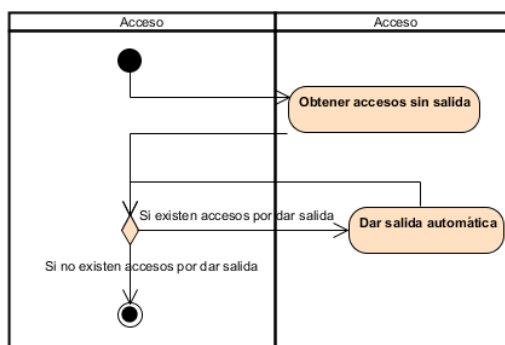 Acceso
Acceso
Obtener accesos sin salida
Si existen accesos por dar salida
Dar salida automática
Si no existen accesos por dar salida